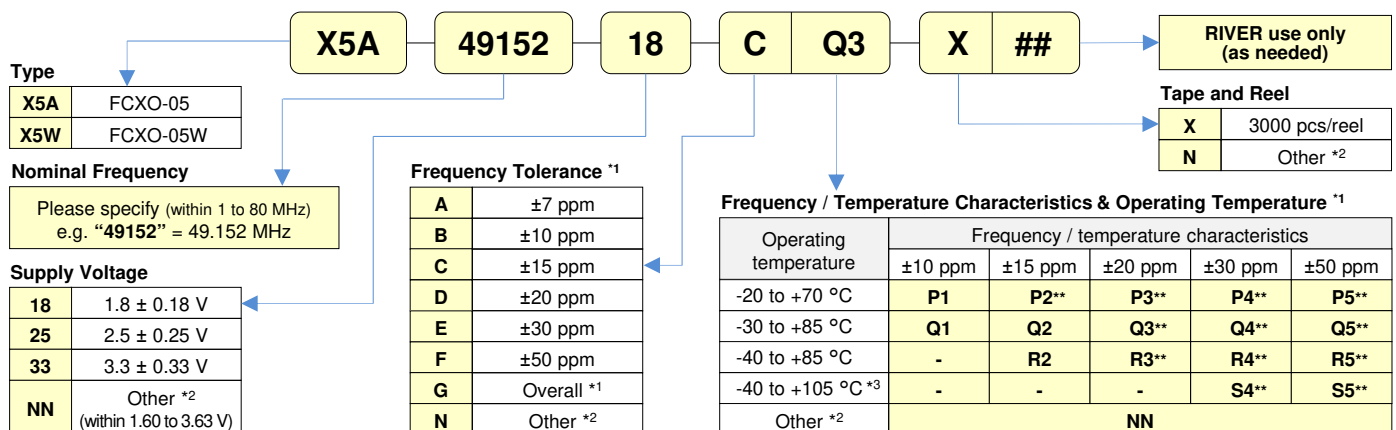 X5A 49152 18 C Q3 X ##
RIVER use only
(as needed)
Type
X5A FCXO-05
X5W FCXO-05W
Tape and Reel
X 3000 pcs/reel
N Other *2
Nominal Frequency
Please specify (within 1 to 80 MHz)
e.g. “49152” = 49.152 MHz
Supply Voltage
18 1.8 ± 0.18 V
25 2.5 ± 0.25 V
33 3.3 ± 0.33 V
NN Other *2
(within 1.60 to 3.63 V)
Frequency Tolerance *1
A ±7 ppm
B ±10 ppm
C ±15 ppm
D ±20 ppm
E ±30 ppm
F ±50 ppm
G Overall *1
N Other *2
Frequency / Temperature Characteristics & Operating Temperature *1
Operating
temperature
Frequency / temperature characteristics
±10 ppm ±15 ppm ±20 ppm ±30 ppm ±50 ppm
-20 to +70 °C P1 P2** P3** P4** P5**
-30 to +85 °C Q1 Q2 Q3** Q4** Q5**
-40 to +85 °C - R2 R3** R4** R5**
-40 to +105 °C *3 - - - S4** S5**
Other *2 NN